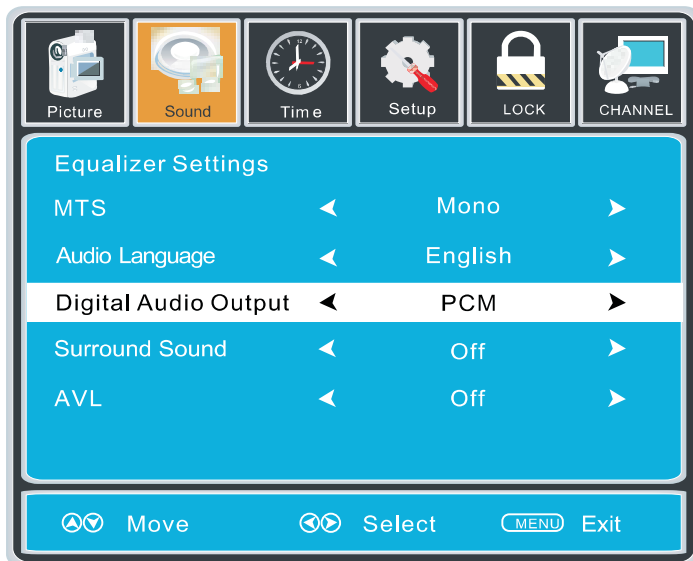 Picture Sound Time Setup LOCK CHANNEL
Equalizer Settings
MTS Mono
Audio Language English
Digital Audio Output PCM
Surround Sound Off
AVL Off
Move Select MENU Exit